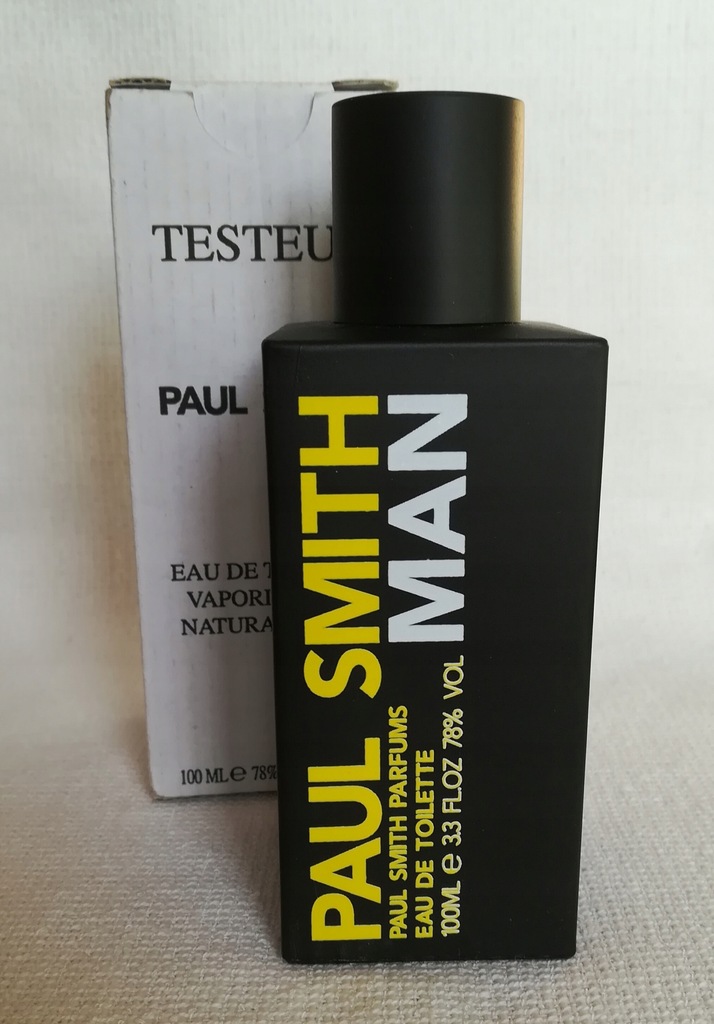 TESTEU
PAUL
EAU DE
VAPORI
NATURA
100 ML e 78%
PAUL SMITH
MAN
PAUL SMITH PARFUMS
EAU DE TOILETTE
100ML e 3.3 FLOZ 78% VOL